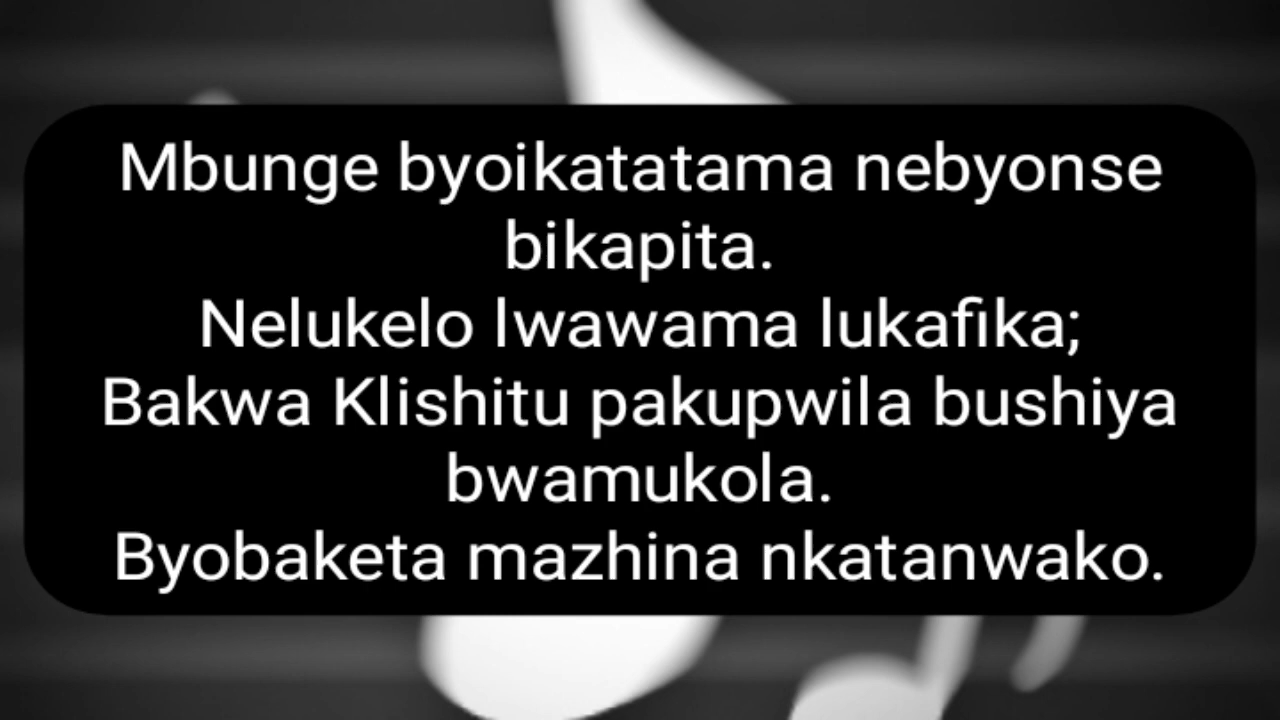 Mbunge byoikatatama nebyonse
bikapita.
Nelukelo lwawama lukafika;
Bakwa Klishitu pakupwila bushiya
bwamukola.
Byobaketa mazhina nkatanwako.